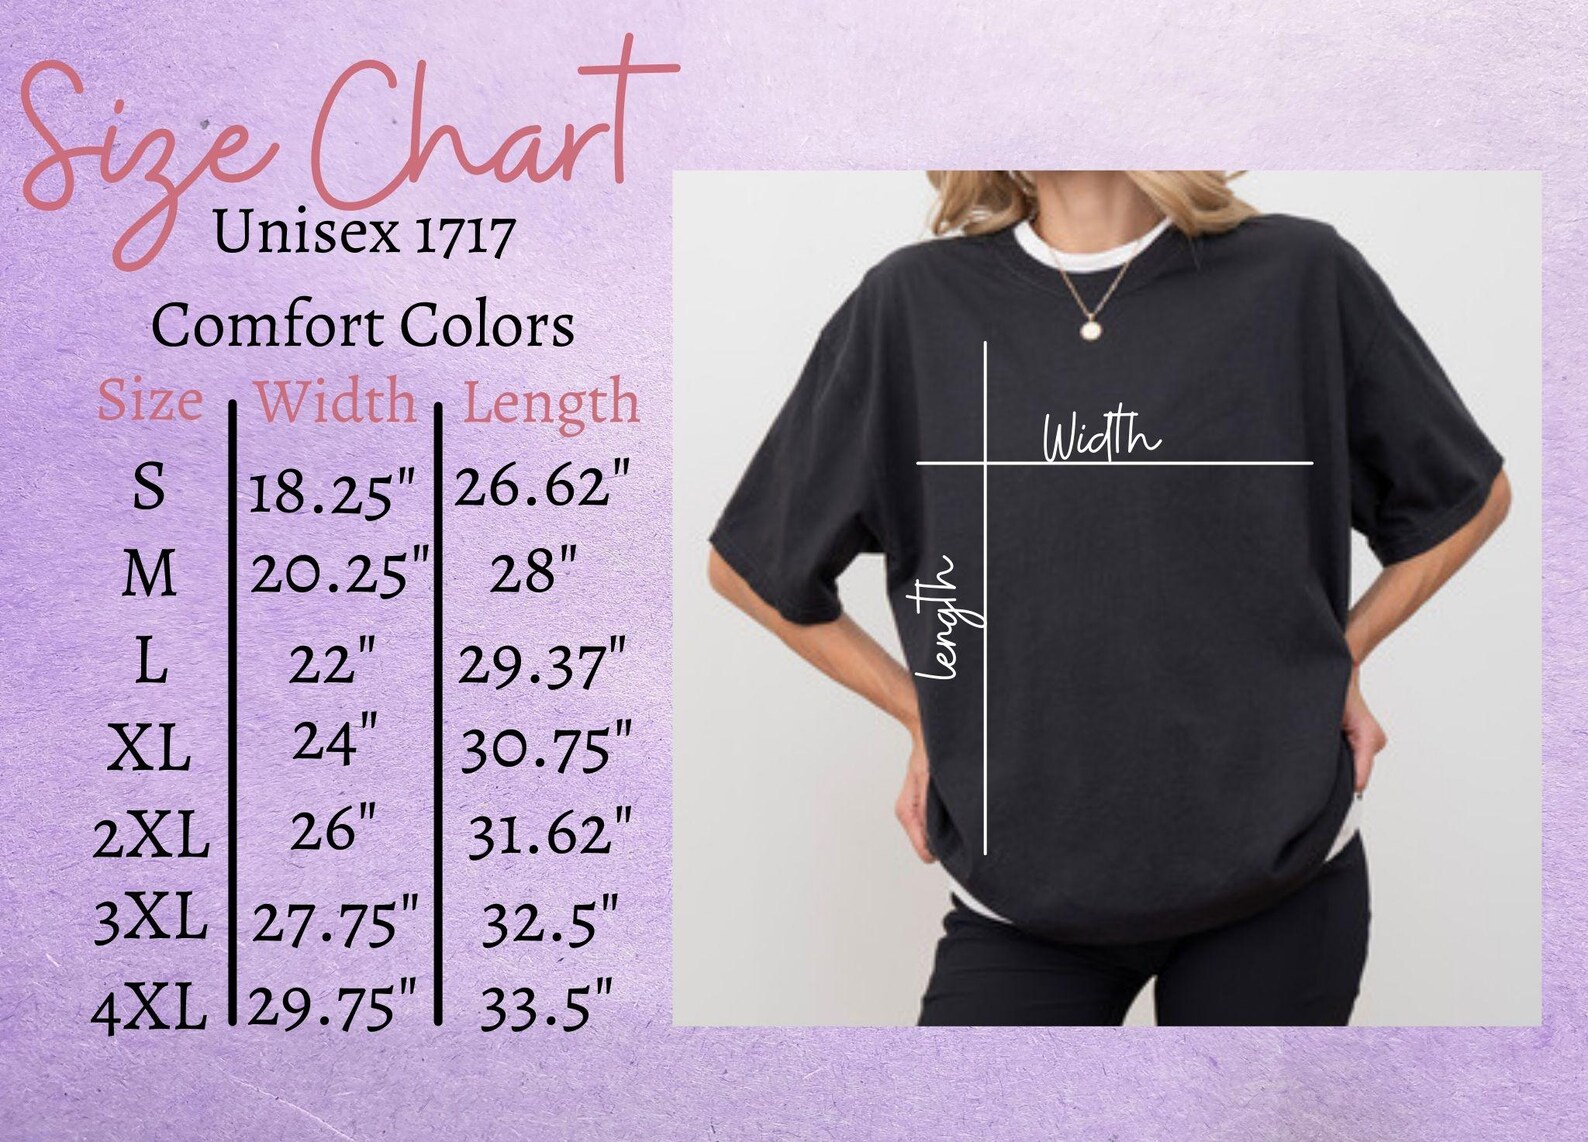 Size Chart
Unisex 1717
Comfort Colors
Size Width Length
S 18.25" 26.62"
M 20.25" 28"
L 22" 29.37"
XL 24" 30.75"
2XL 26" 31.62"
3XL 27.75" 32.5"
4XL 29.75" 33.5"
Width
Length